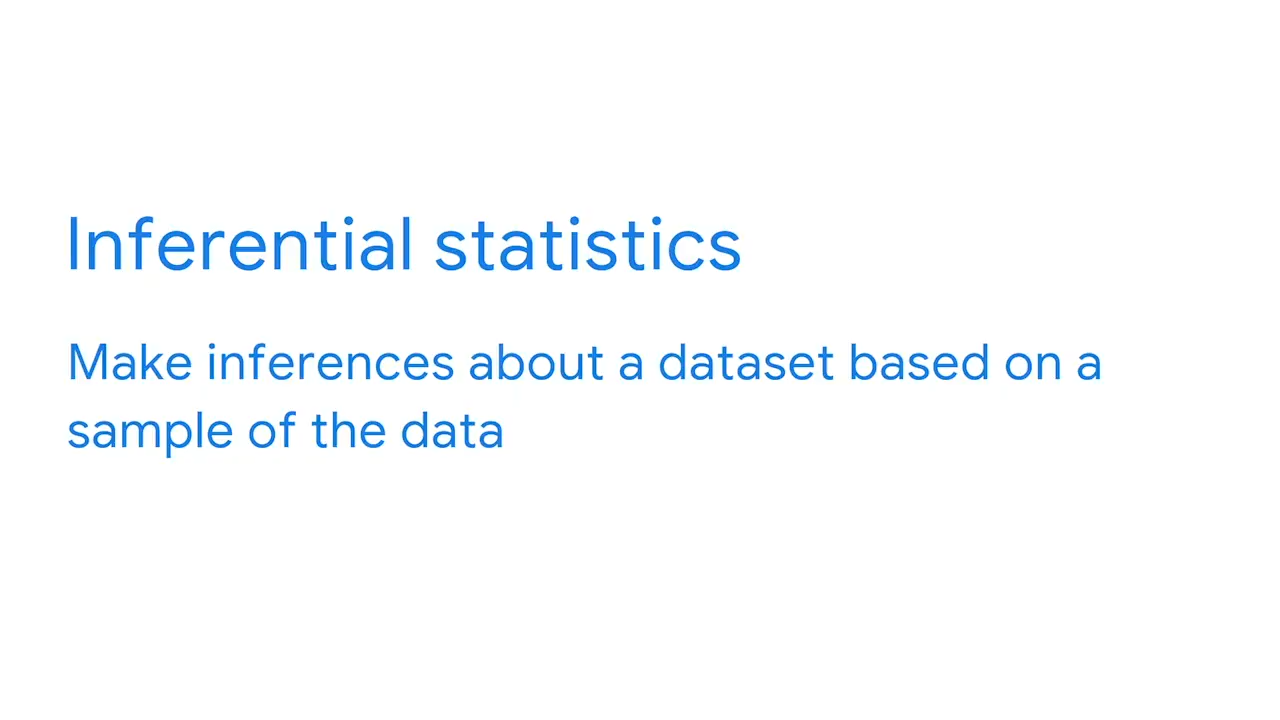 Inferential statistics
Make inferences about a dataset based on a
sample of the data